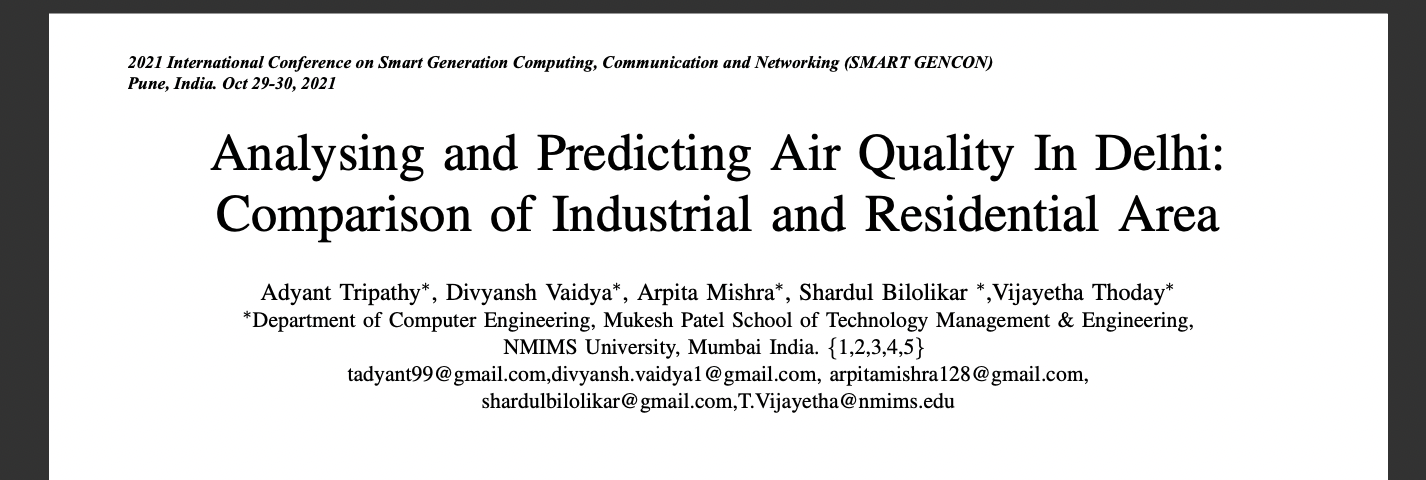 2021 International Conference on Smart Generation Computing, Communication and Networking (SMART GENCON)
Pune, India. Oct 29-30, 2021
Analysing and Predicting Air Quality In Delhi:
Comparison of Industrial and Residential Area
Adyant Tripathy*, Divyansh Vaidya*, Arpita Mishra*, Shardul Bilolikar *,Vijayetha Thoday*
*Department of Computer Engineering, Mukesh Patel School of Technology Management & Engineering,
NMIMS University, Mumbai India. {1,2,3,4,5}
tadyant99@gmail.com,divyansh.vaidya1@gmail.com, arpitamishra128@gmail.com,
shardulbilolikar@gmail.com,T.Vijayetha@nmims.edu